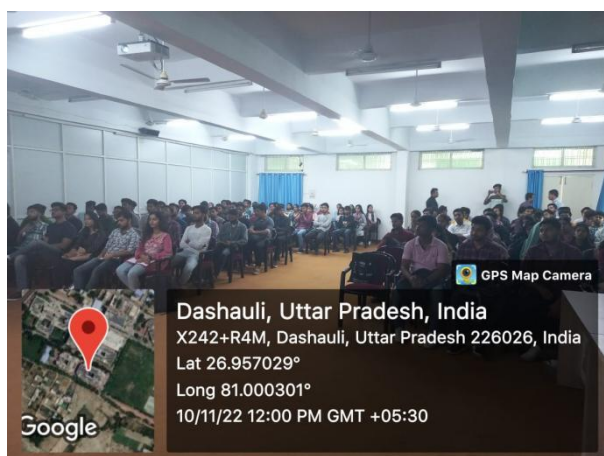 GPS Map Camera
Dashauli, Uttar Pradesh, India
X242+R4M, Dashauli, Uttar Pradesh 226026, India
Lat 26.957029°
Long 81.000301°
10/11/22 12:00 PM GMT +05:30
Google